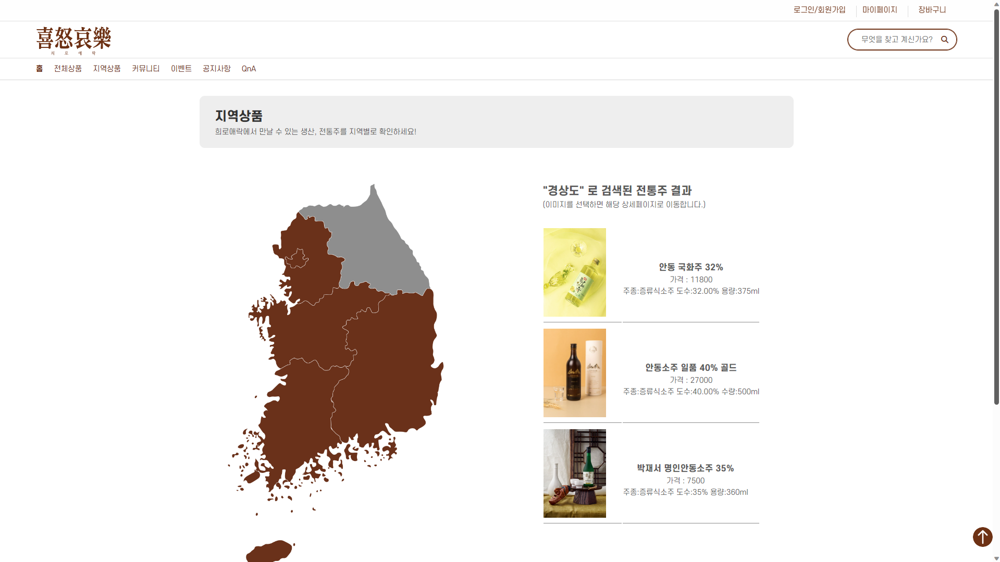 로그인/회원가입 마이페이지 장바구니
喜怒哀樂
희 로 애 락
무엇을 찾고 계신가요?
홈 전체상품 지역상품 커뮤니티 이벤트 공지사항 QnA
지역상품
희로애락에서 만날 수 있는 생산, 전통주를 지역별로 확인하세요!
"경상도" 로 검색된 전통주 결과
(이미지를 선택하면 해당 상세페이지로 이동합니다.)
안동 국화주 32%
가격 : 11800
주종:증류식소주 도수:32.00% 용량:375ml
안동소주 일품 40% 골드
가격 : 27000
주종:증류식소주 도수:40.00% 수량:500ml
박재서 명인안동소주 35%
가격 : 7500
주종:증류식소주 도수:35% 용량:360ml